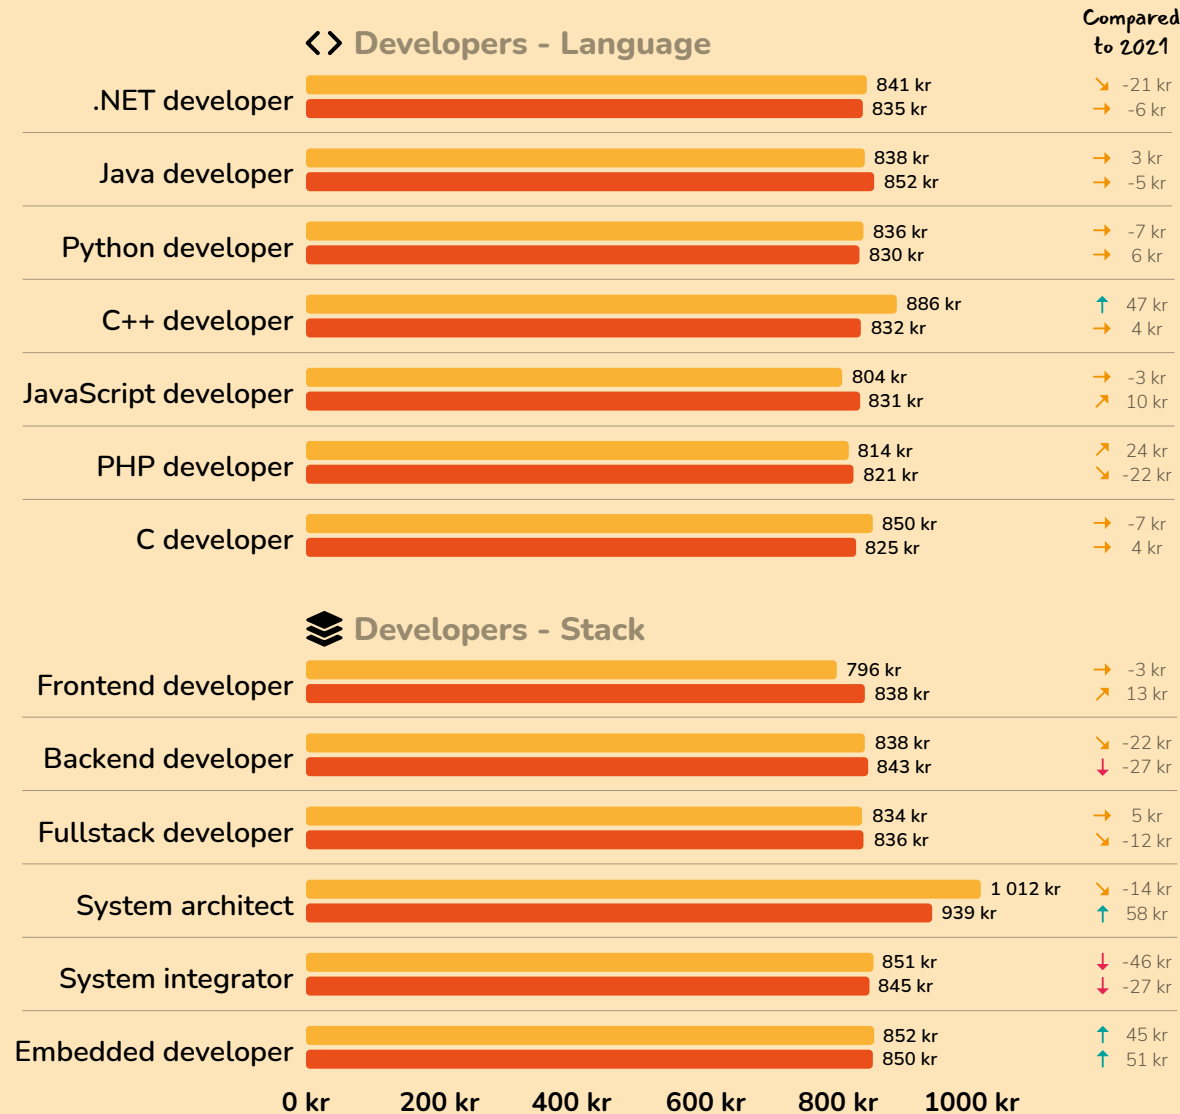 Compared
to 2021
Developers - Language
.NET developer
841 kr
-21 kr
835 kr
-6 kr
Java developer
838 kr
3 kr
852 kr
-5 kr
Python developer
836 kr
-7 kr
830 kr
6 kr
C++ developer
886 kr
47 kr
832 kr
4 kr
JavaScript developer
804 kr
-3 kr
831 kr
10 kr
PHP developer
814 kr
24 kr
821 kr
-22 kr
C developer
850 kr
-7 kr
825 kr
4 kr
Developers - Stack
Frontend developer
796 kr
-3 kr
838 kr
13 kr
Backend developer
838 kr
-22 kr
843 kr
-27 kr
Fullstack developer
834 kr
5 kr
836 kr
-12 kr
System architect
1 012 kr
-14 kr
939 kr
58 kr
System integrator
851 kr
-46 kr
845 kr
-27 kr
Embedded developer
852 kr
45 kr
850 kr
51 kr
0 kr 200 kr 400 kr 600 kr 800 kr 1000 kr